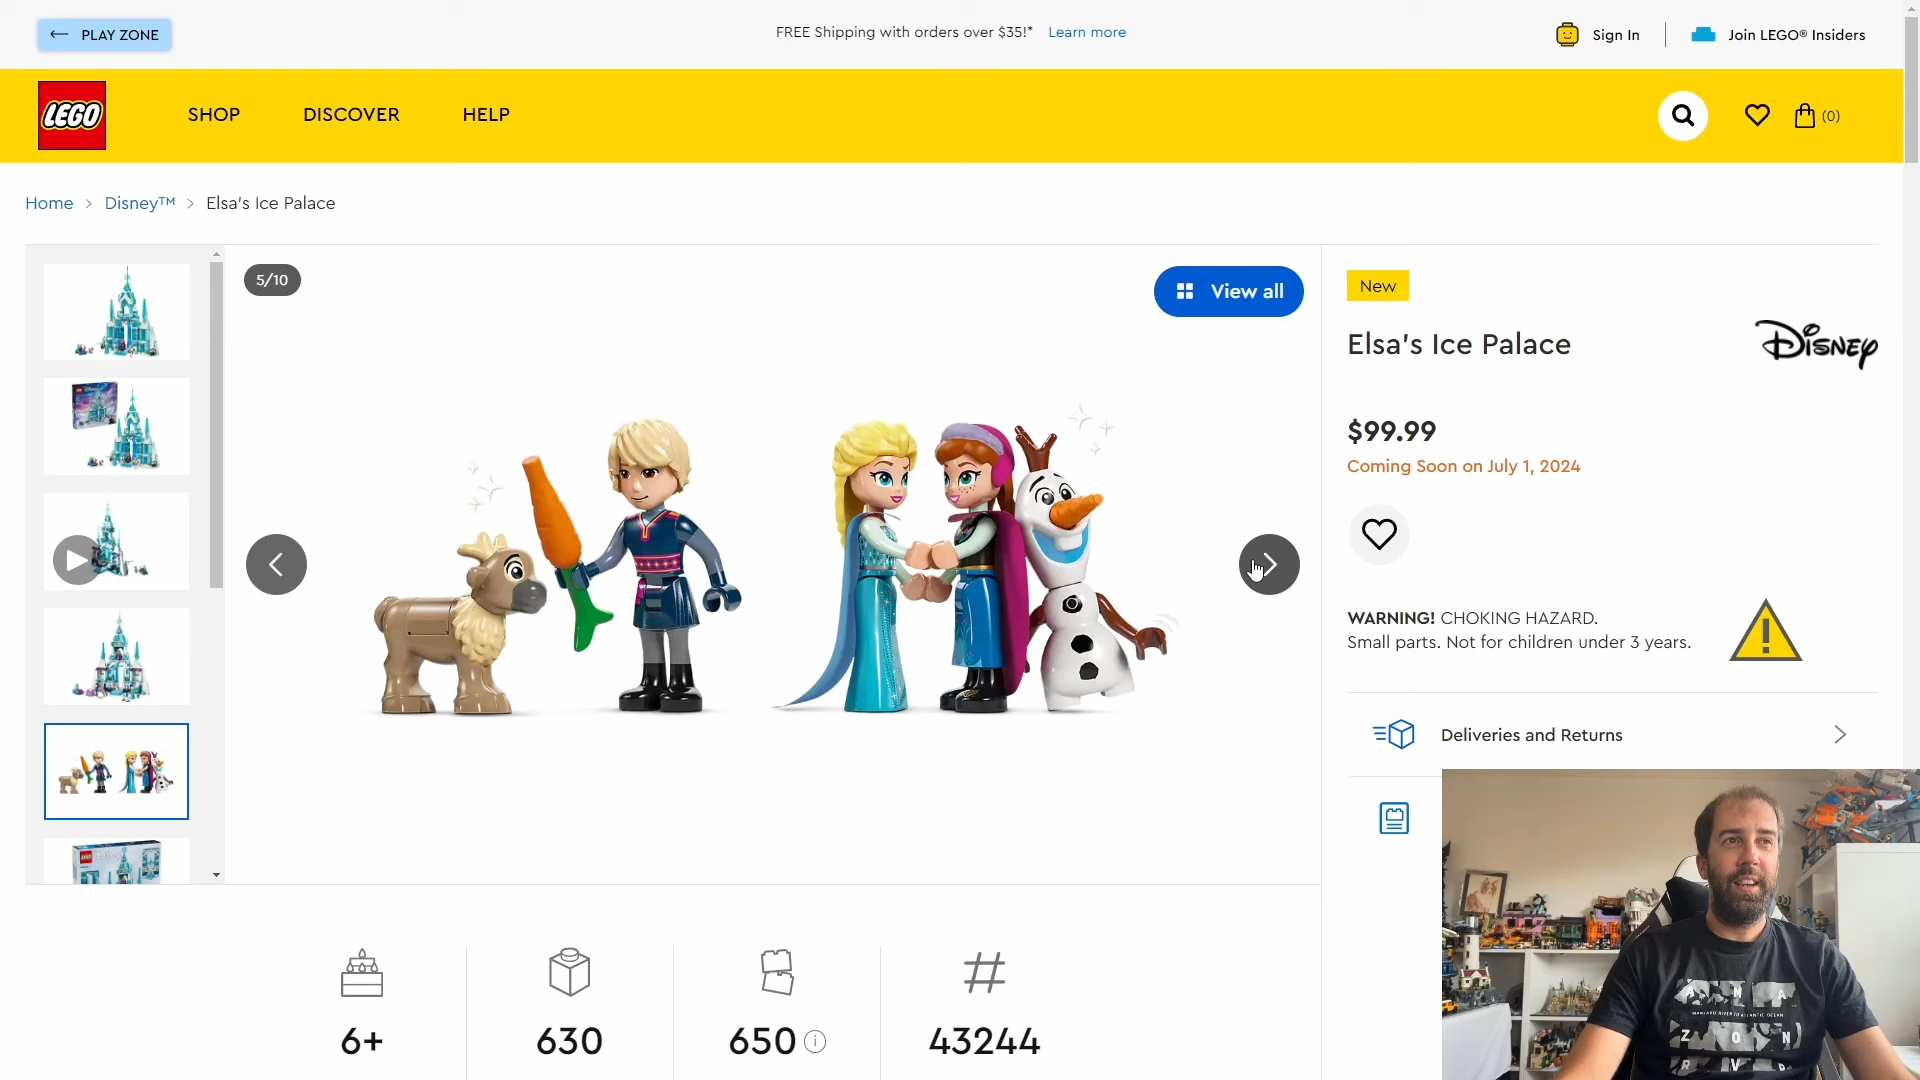 PLAY ZONE
FREE Shipping with orders over $35!* Learn more
Sign In
Join LEGO® Insiders
LEGO
SHOP
DISCOVER
HELP
(0)
Home > Disney™ > Elsa's Ice Palace
5/10
View all
New
Elsa's Ice Palace
Disney
$99.99
Coming Soon on July 1, 2024
WARNING! CHOKING HAZARD.
Small parts. Not for children under 3 years.
Deliveries and Returns
6+
630
650
43244
AMA
ZON